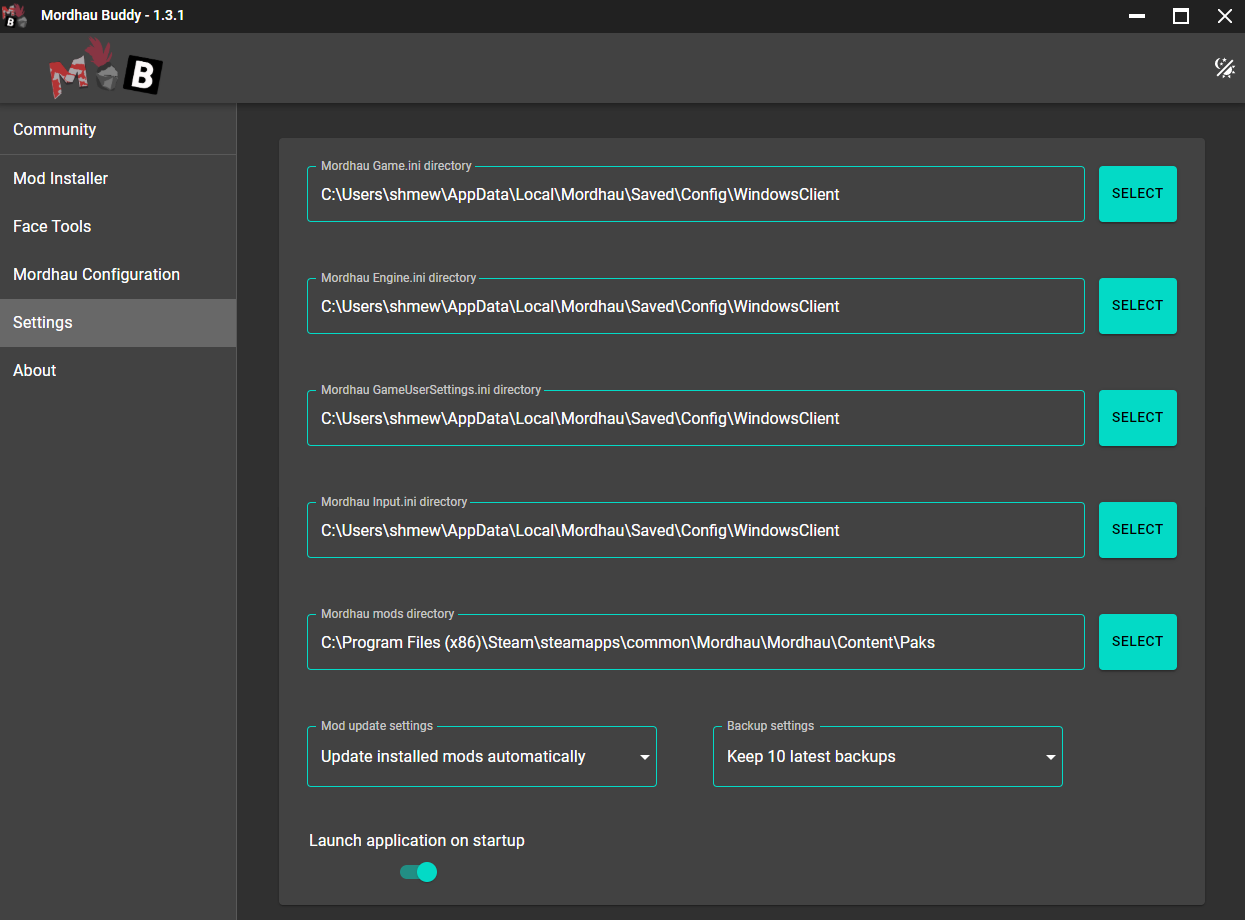 Mordhau Buddy - 1.3.1
M B
Community
Mod Installer
Face Tools
Mordhau Configuration
Settings
About
Mordhau Game.ini directory
C:\Users\shmew\AppData\Local\Mordhau\Saved\Config\WindowsClient
SELECT
Mordhau Engine.ini directory
C:\Users\shmew\AppData\Local\Mordhau\Saved\Config\WindowsClient
SELECT
Mordhau GameUserSettings.ini directory
C:\Users\shmew\AppData\Local\Mordhau\Saved\Config\WindowsClient
SELECT
Mordhau Input.ini directory
C:\Users\shmew\AppData\Local\Mordhau\Saved\Config\WindowsClient
SELECT
Mordhau mods directory
C:\Program Files (x86)\Steam\steamapps\common\Mordhau\Mordhau\Content\Paks
SELECT
Mod update settings
Update installed mods automatically
Backup settings
Keep 10 latest backups
Launch application on startup